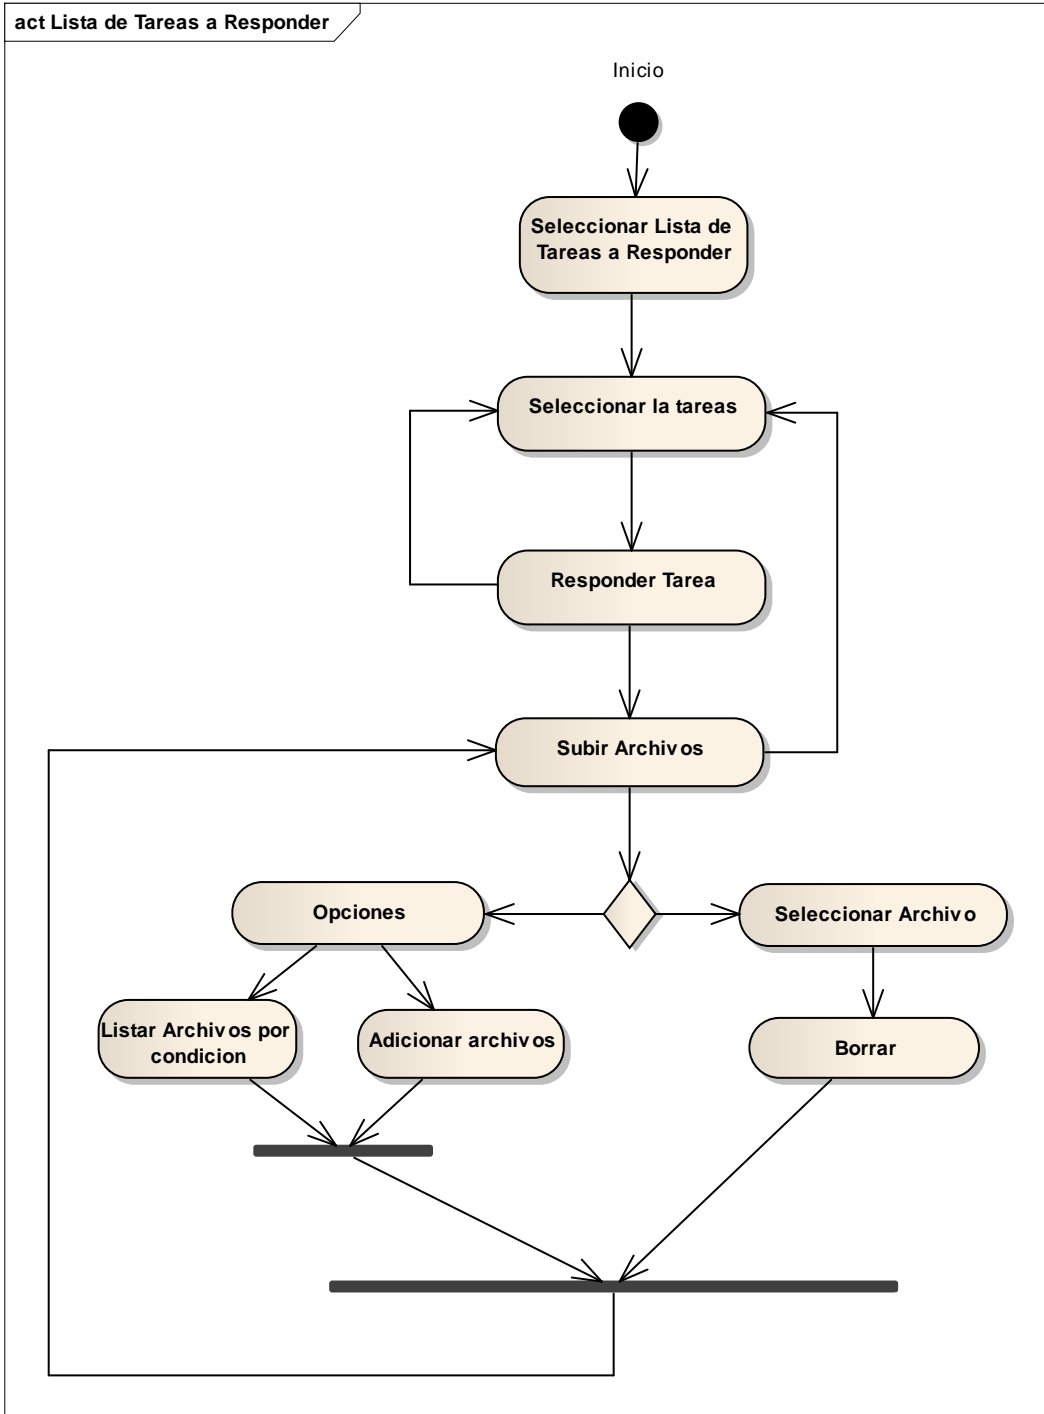 act Lista de Tareas a Responder
Inicio
Seleccionar Lista de
Tareas a Responder
Seleccionar la tareas
Responder Tarea
Subir Archivos
Opciones
Seleccionar Archivo
Listar Archivos por
condicion
Adicionar archivos
Borrar